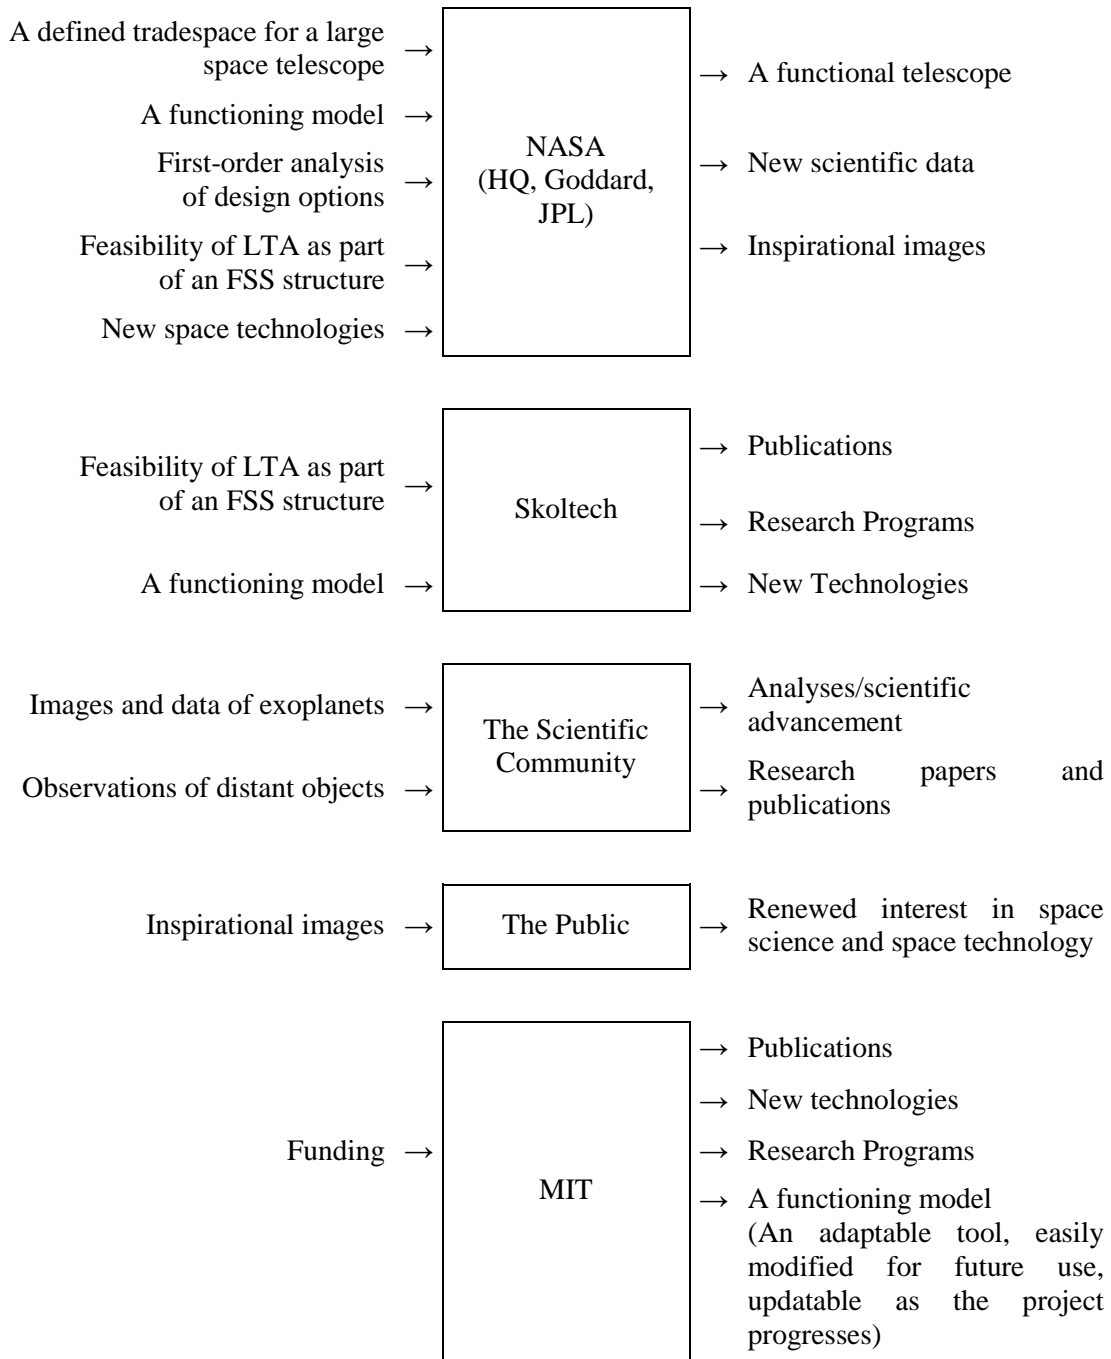 A defined tradespace for a large
space telescope →
A functioning model →
First-order analysis
of design options →
Feasibility of LTA as part
of an FSS structure →
New space technologies →
NASA
(HQ, Goddard,
JPL)
→ A functional telescope
→ New scientific data
→ Inspirational images
Feasibility of LTA as part
of an FSS structure →
A functioning model →
Skoltech
→ Publications
→ Research Programs
→ New Technologies
Images and data of exoplanets →
Observations of distant objects →
The Scientific
Community
→ Analyses/scientific
advancement
→ Research papers and
publications
Inspirational images →
The Public
→ Renewed interest in space
science and space technology
Funding →
MIT
→ Publications
→ New technologies
→ Research Programs
→ A functioning model
(An adaptable tool, easily
modified for future use,
updatable as the project
progresses)